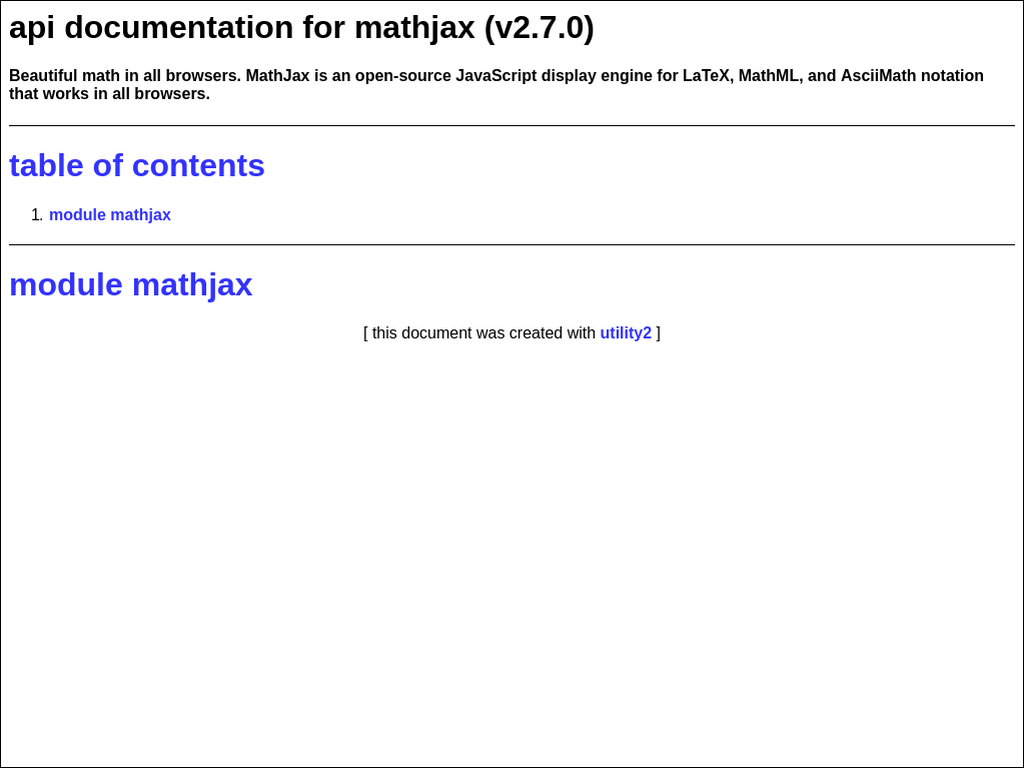 api documentation for mathjax (v2.7.0)
Beautiful math in all browsers. MathJax is an open-source JavaScript display engine for LaTeX, MathML, and AsciiMath notation
that works in all browsers.
table of contents
1. module mathjax
module mathjax
[ this document was created with utility2 ]